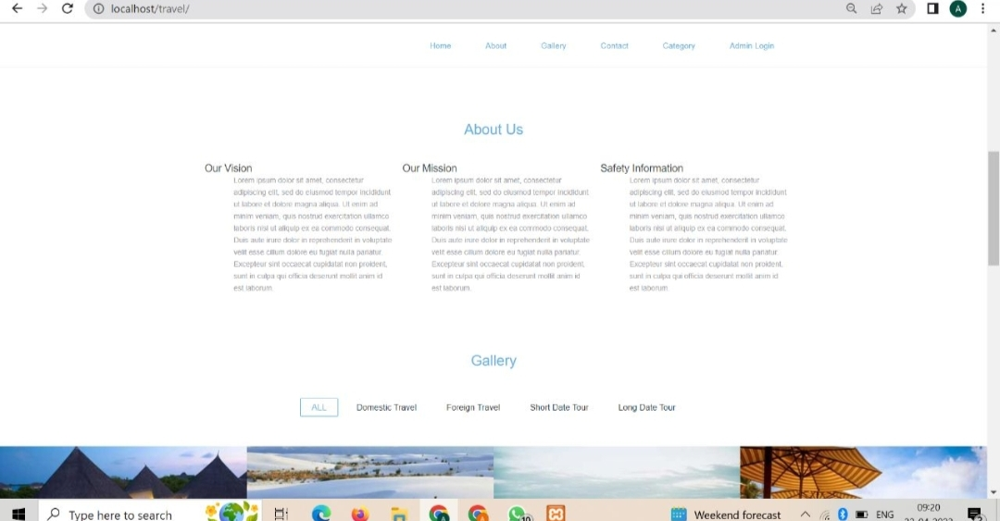 localhost/travel/
A
Home About Gallery Contact Category Admin Login
About Us
Our Vision
Lorem ipsum dolor sit amet, consectetur
adipiscing elit, sed do eiusmod tempor incididunt
ut labore et dolore magna aliqua. Ut enim ad
minim veniam, quis nostrud exercitation ullamco
laboris nisi ut aliquip ex ea commodo consequat.
Duis aute irure dolor in reprehenderit in voluptate
velit esse cillum dolore eu fugiat nulla pariatur.
Excepteur sint occaecat cupidatat non proident,
sunt in culpa qui officia deserunt mollit anim id
est laborum.
Our Mission
Lorem ipsum dolor sit amet, consectetur
adipiscing elit, sed do eiusmod tempor incididunt
ut labore et dolore magna aliqua. Ut enim ad
minim veniam, quis nostrud exercitation ullamco
laboris nisi ut aliquip ex ea commodo consequat.
Duis aute irure dolor in reprehenderit in voluptate
velit esse cillum dolore eu fugiat nulla pariatur.
Excepteur sint occaecat cupidatat non proident,
sunt in culpa qui officia deserunt mollit anim id
est laborum.
Safety Information
Lorem ipsum dolor sit amet, consectetur
adipiscing elit, sed do eiusmod tempor incididunt
ut labore et dolore magna aliqua. Ut enim ad
minim veniam, quis nostrud exercitation ullamco
laboris nisi ut aliquip ex ea commodo consequat.
Duis aute irure dolor in reprehenderit in voluptate
velit esse cillum dolore eu fugiat nulla pariatur.
Excepteur sint occaecat cupidatat non proident,
sunt in culpa qui officia deserunt mollit anim id
est laborum.
Gallery
ALL Domestic Travel Foreign Travel Short Date Tour Long Date Tour
Type here to search
Weekend forecast
ENG
09:20